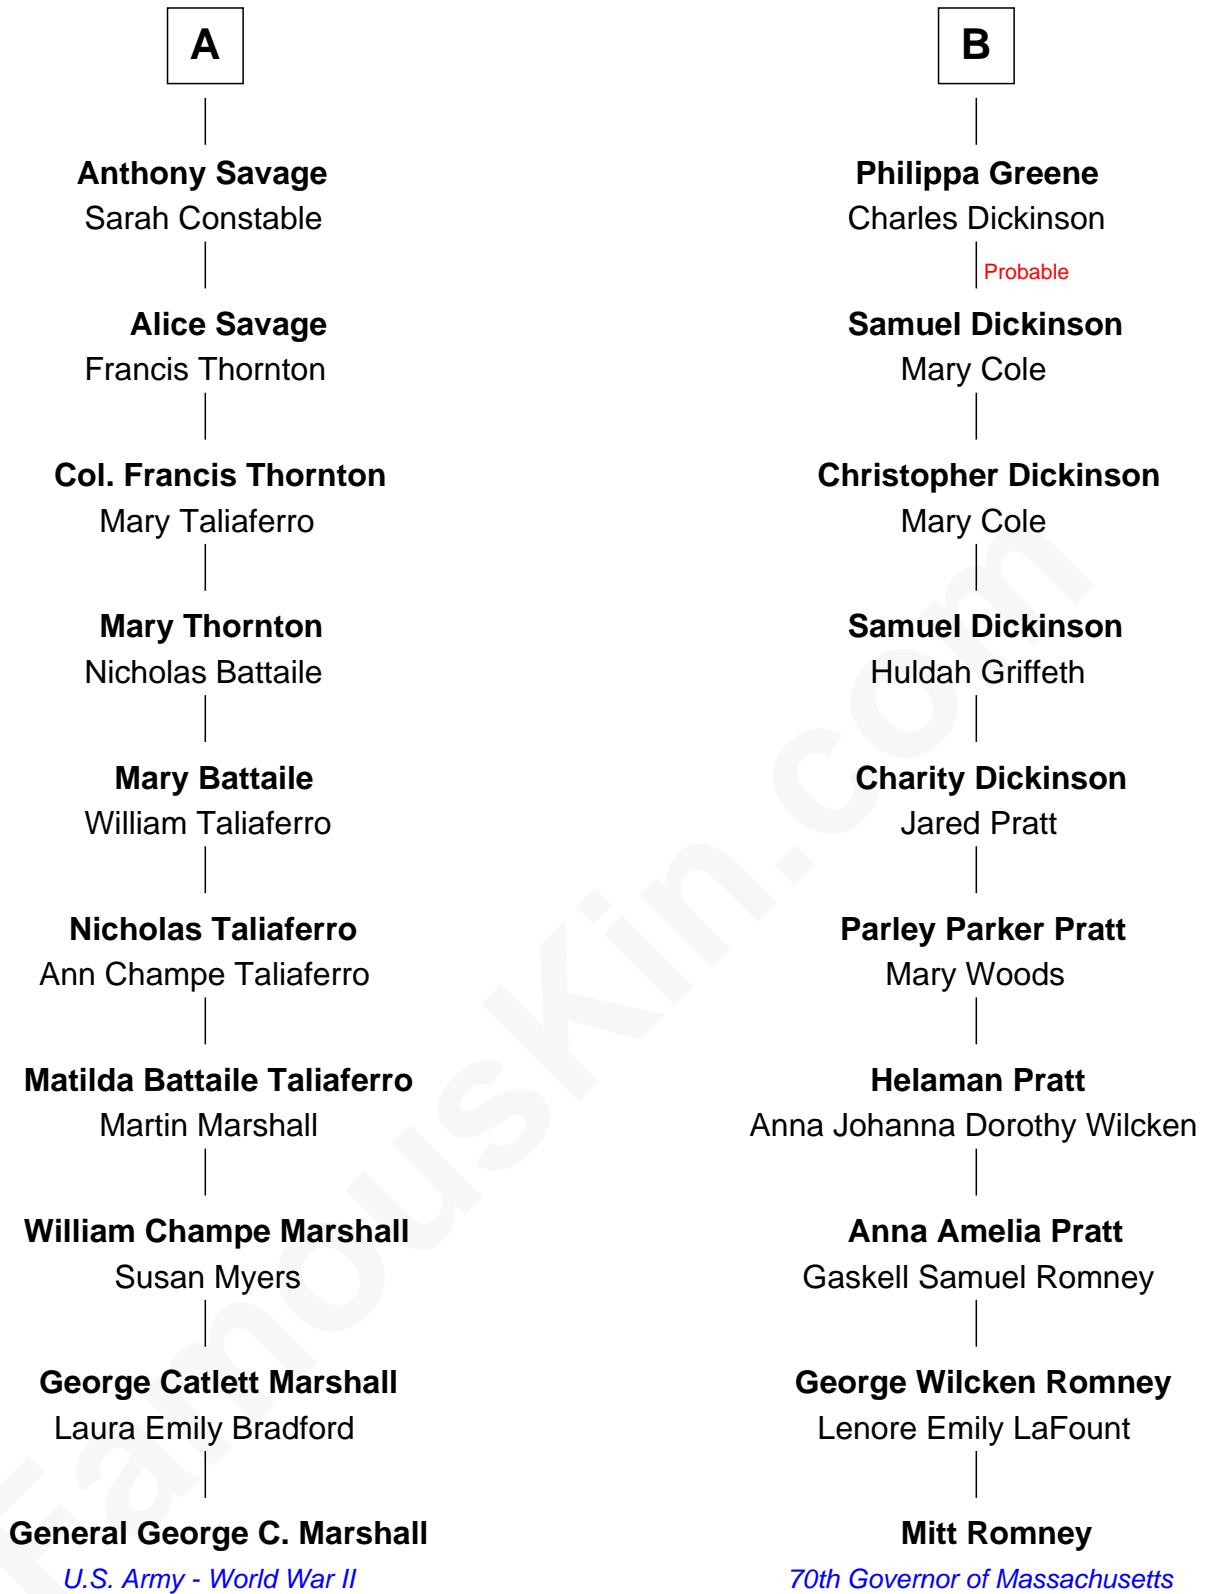 A
Anthony Savage
Sarah Constable
Alice Savage
Francis Thornton
Col. Francis Thornton
Mary Taliaferro
Mary Thornton
Nicholas Battaile
Mary Battaile
William Taliaferro
Nicholas Taliaferro
Ann Champe Taliaferro
Matilda Battaile Taliaferro
Martin Marshall
William Champe Marshall
Susan Myers
George Catlett Marshall
Laura Emily Bradford
General George C. Marshall
U.S. Army - World War II
B
Philippa Greene
Charles Dickinson
Probable
Samuel Dickinson
Mary Cole
Christopher Dickinson
Mary Cole
Samuel Dickinson
Huldah Griffeth
Charity Dickinson
Jared Pratt
Parley Parker Pratt
Mary Woods
Helaman Pratt
Anna Johanna Dorothy Wilcken
Anna Amelia Pratt
Gaskell Samuel Romney
George Wilcken Romney
Lenore Emily LaFount
Mitt Romney
70th Governor of Massachusetts
FamousKin.com